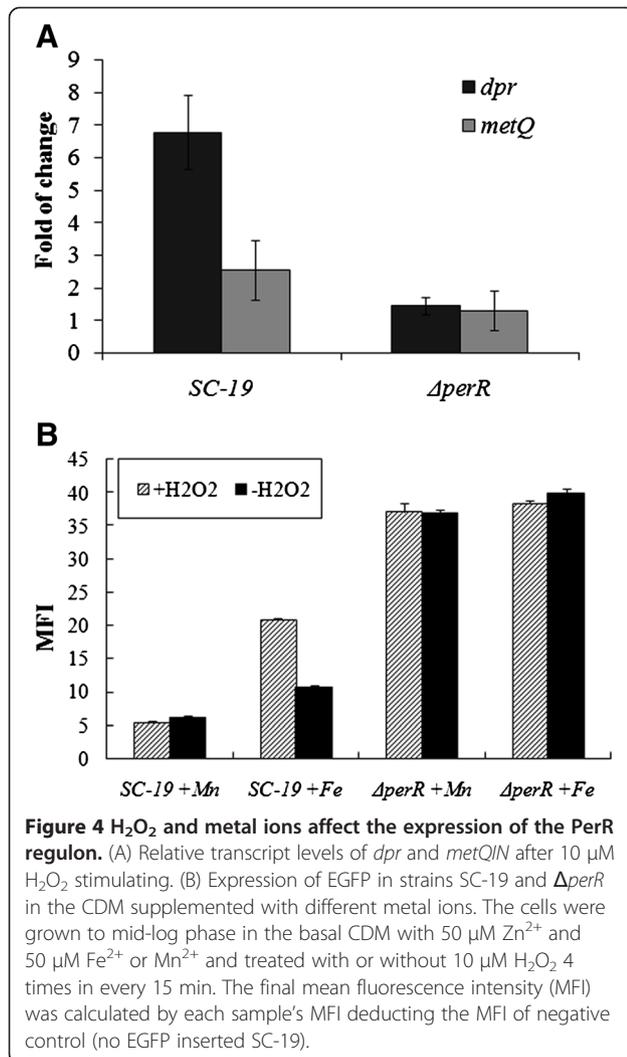 A
9
8
7
6
5
4
3
2
1
0
Fold of change
dpr
metQ
SC-19
ΔperR
B
45
40
35
30
25
20
15
10
5
0
MFI
+H2O2
-H2O2
SC-19 +Mn
SC-19 +Fe
ΔperR +Mn
ΔperR +Fe
Figure 4 H₂O₂ and metal ions affect the expression of the PerR
regulon. (A) Relative transcript levels of dpr and metQIN after 10 μM
H₂O₂ stimulating. (B) Expression of EGFP in strains SC-19 and ΔperR
in the CDM supplemented with different metal ions. The cells were
grown to mid-log phase in the basal CDM with 50 μM Zn²⁺ and
50 μM Fe²⁺ or Mn²⁺ and treated with or without 10 μM H₂O₂ 4
times in every 15 min. The final mean fluorescence intensity (MFI)
was calculated by each sample's MFI deducting the MFI of negative
control (no EGFP inserted SC-19).